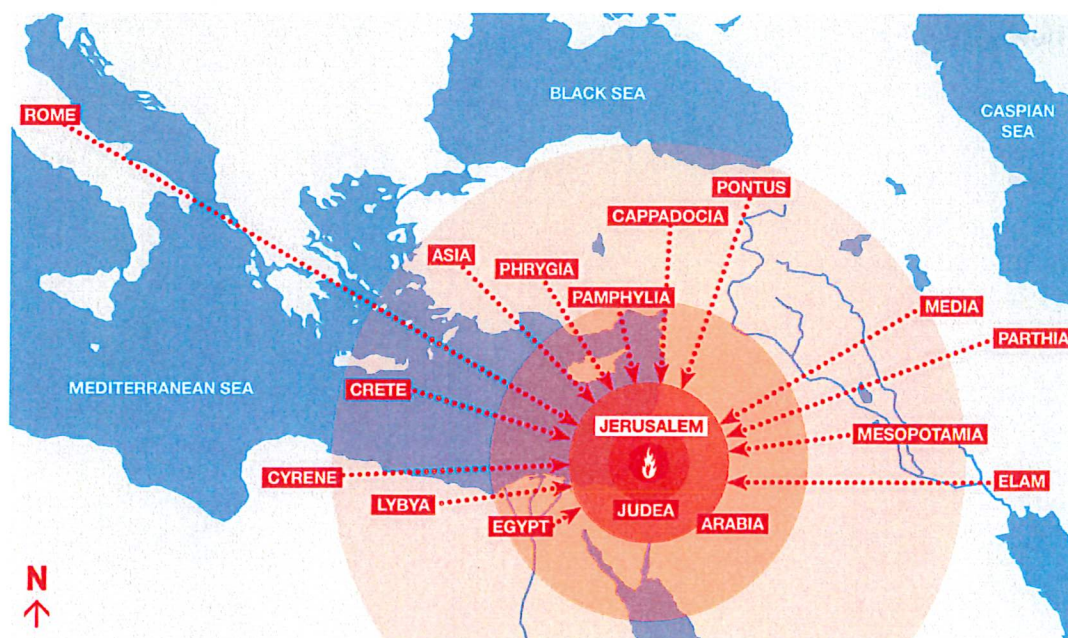 BLACK SEA
CASPIAN
SEA
ROME
PONTUS
CAPPADOCIA
ASIA
PHRYGIA
PAMPHYLIA
MEDIA
PARTHIA
MEDITERRANEAN SEA
CRETE
JERUSALEM
MESOPOTAMIA
CYRENE
ELAM
LYBYA
JUDEA
EGYPT
ARABIA
N